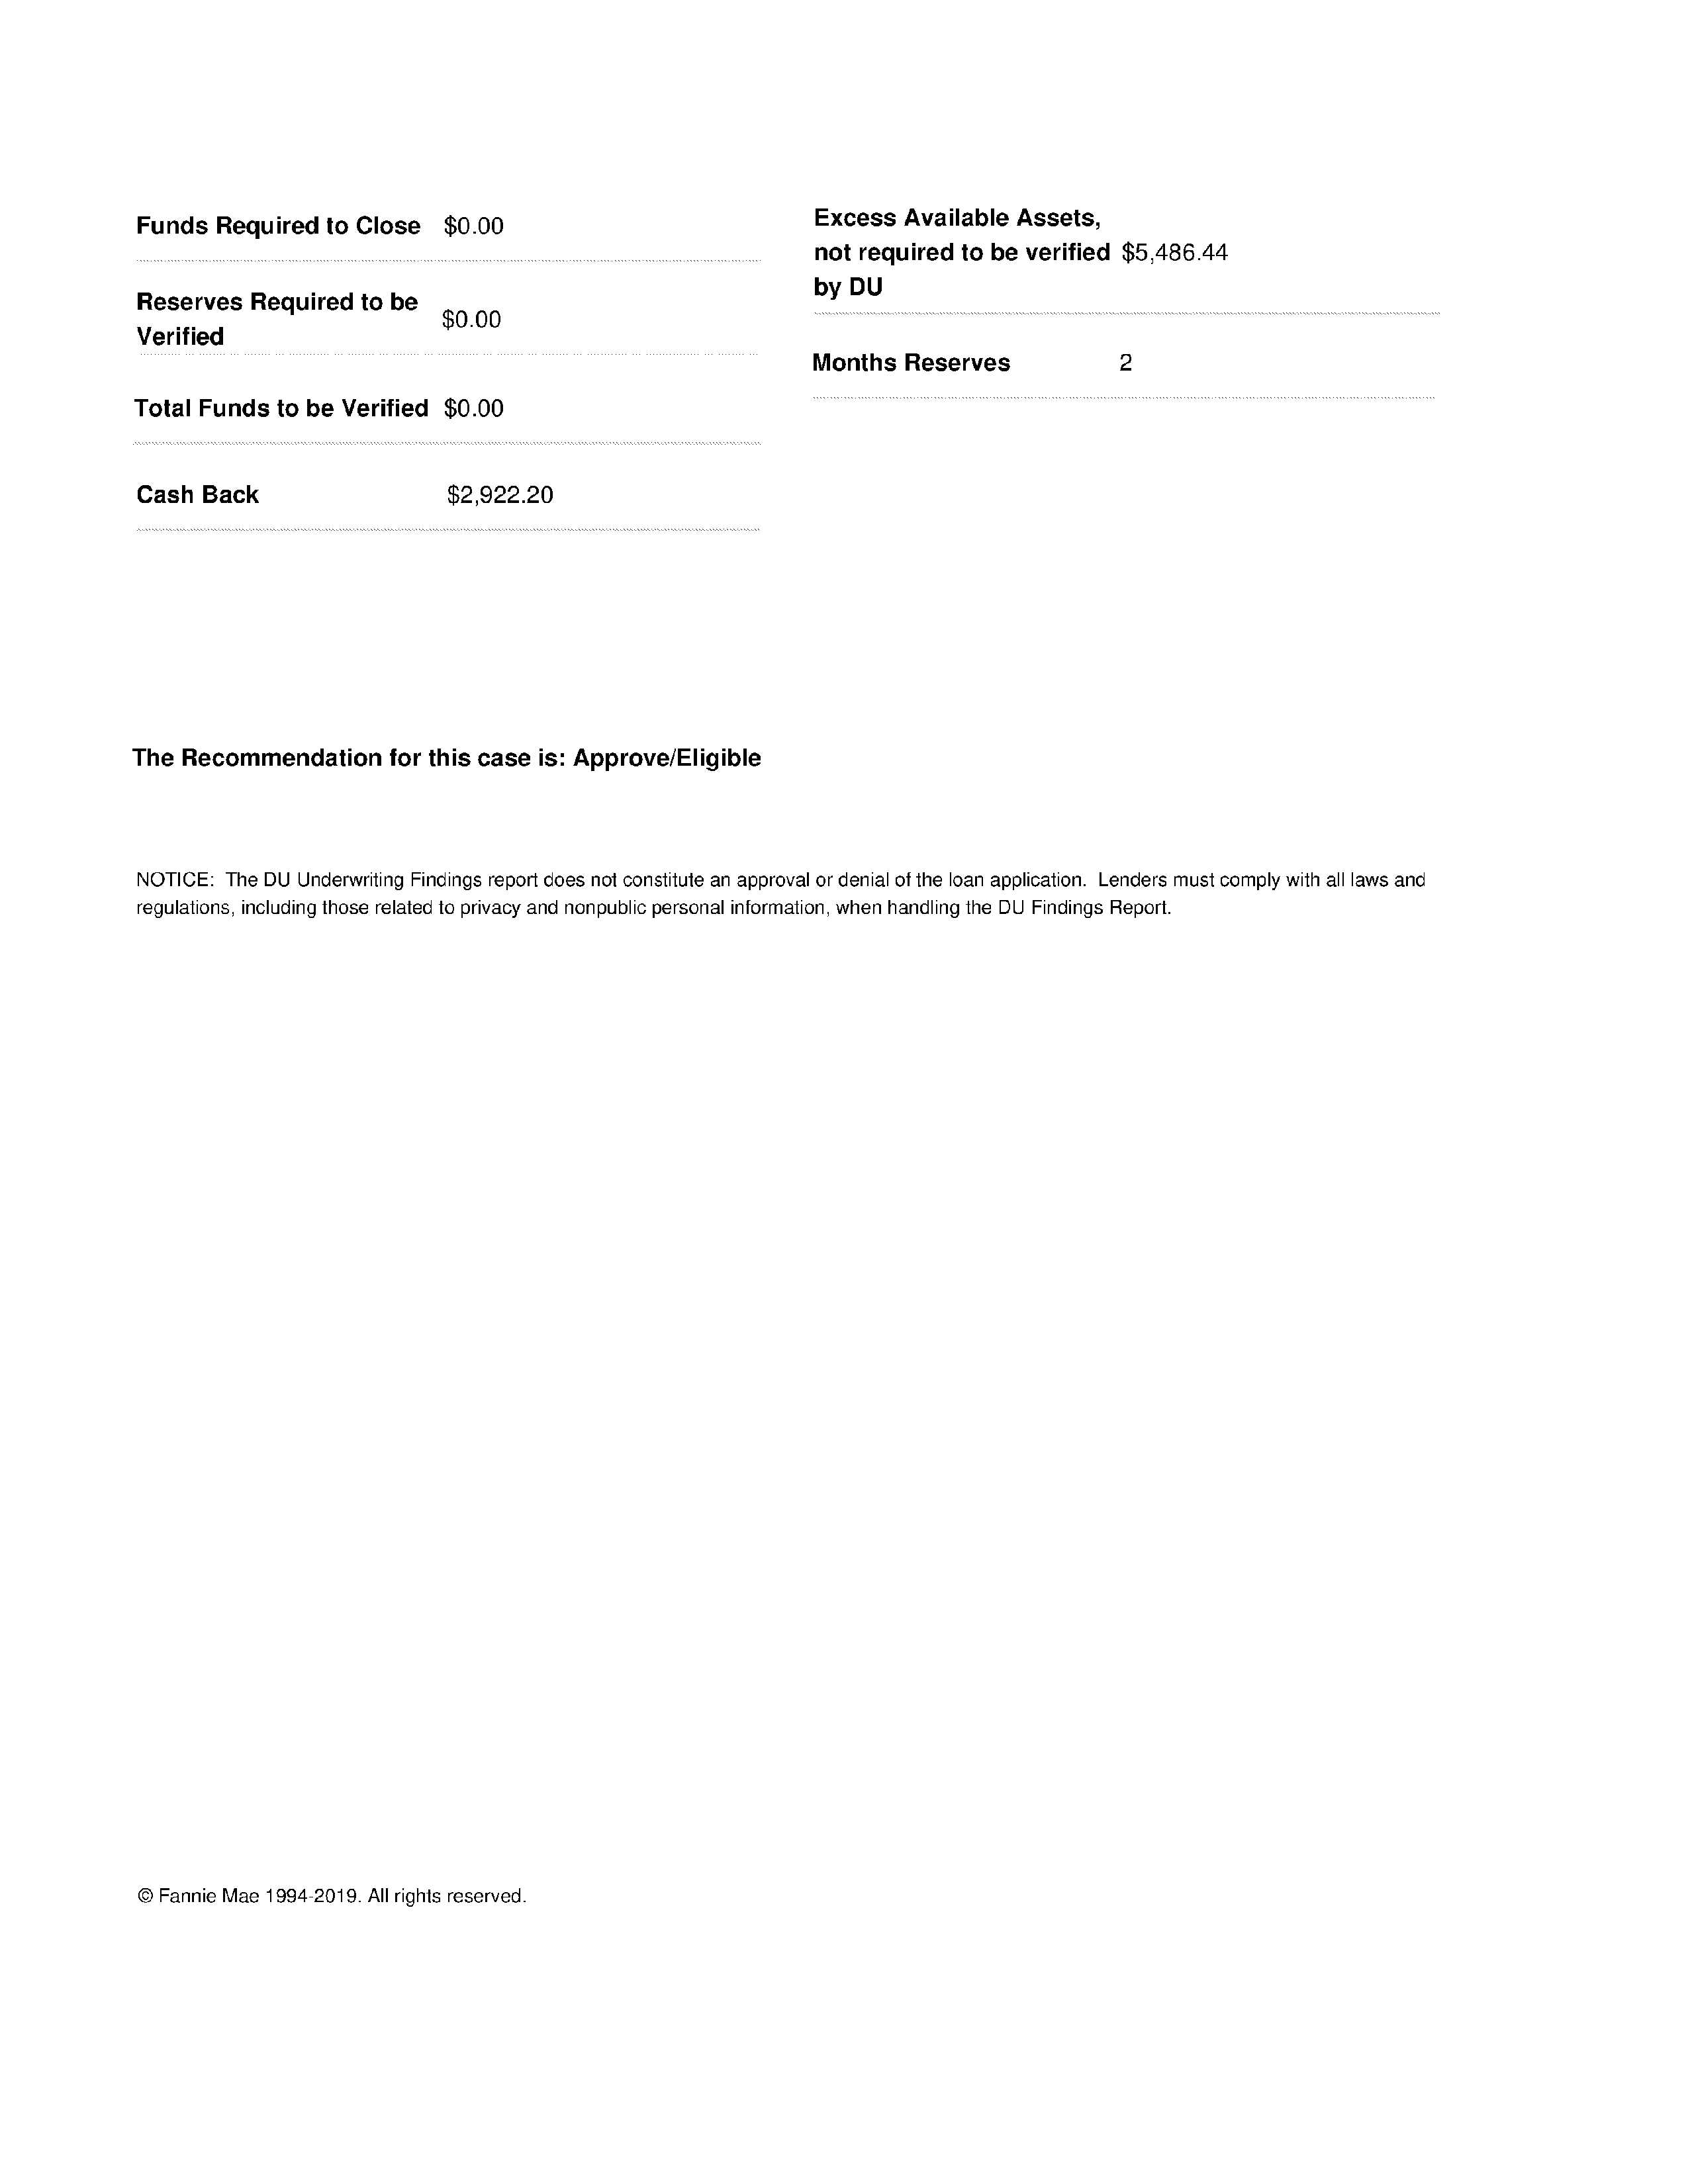 Funds Required to Close $0.00
Reserves Required to be
Verified $0.00
Total Funds to be Verified $0.00
Cash Back $2,922.20
Excess Available Assets,
not required to be verified $5,486.44
by DU
Months Reserves 2
The Recommendation for this case is: Approve/Eligible
NOTICE: The DU Underwriting Findings report does not constitute an approval or denial of the loan application. Lenders must comply with all laws and
regulations, including those related to privacy and nonpublic personal information, when handling the DU Findings Report.
© Fannie Mae 1994-2019. All rights reserved.